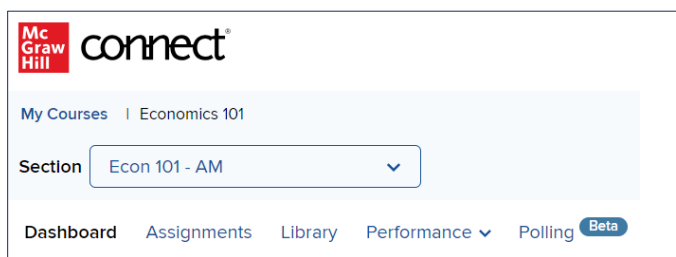 Mc
Graw
Hill
connect®
My Courses | Economics 101
Section Econ 101 - AM
Dashboard Assignments Library Performance Polling Beta